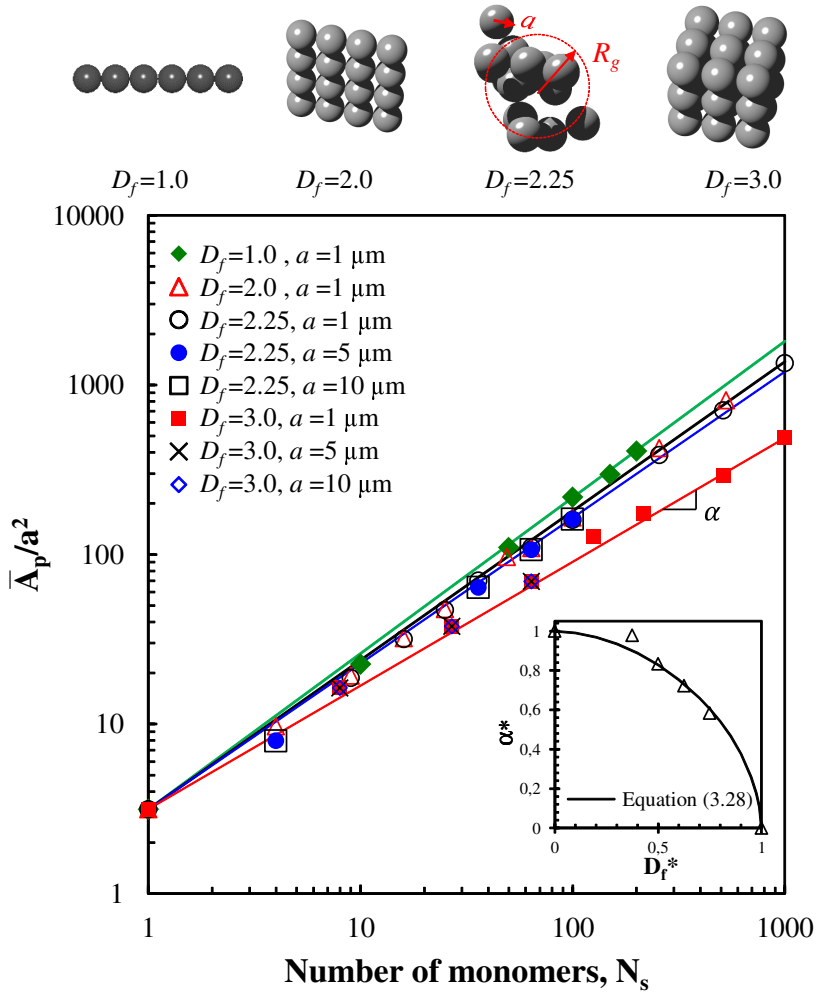 a
R_g
D_f=1.0
D_f=2.0
D_f=2.25
D_f=3.0
10000
1000
100
10
1
A̅_p/a²
D_f=1.0 , a =1 µm
D_f=2.0 , a =1 µm
D_f=2.25, a =1 µm
D_f=2.25, a =5 µm
D_f=2.25, a =10 µm
D_f=3.0, a =1 µm
D_f=3.0, a =5 µm
D_f=3.0, a =10 µm
α
1
0,8
0,6
0,4
0,2
0
α*
Equation (3.28)
0
0,5
1
D_f*
1
10
100
1000
Number of monomers, N_s